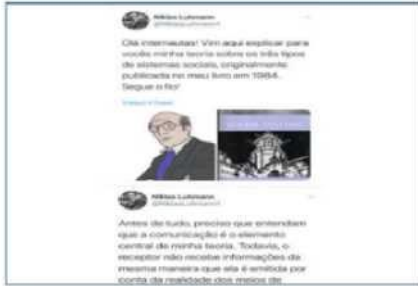 Niklas Luhmann
Olá internautas! Vim aqui explicar para
vocês minha teoria sobre os três tipos
de sistemas sociais, originalmente
publicada no meu livro em 1984.
Segue o fio!
Niklas Luhmann
Antes de tudo, preciso que entendam
que a comunicação é o elemento
central de minha teoria. Todavia, o
receptor não recebe informações da
mesma maneira que ela é emitida por
conta da realidade dos meios de